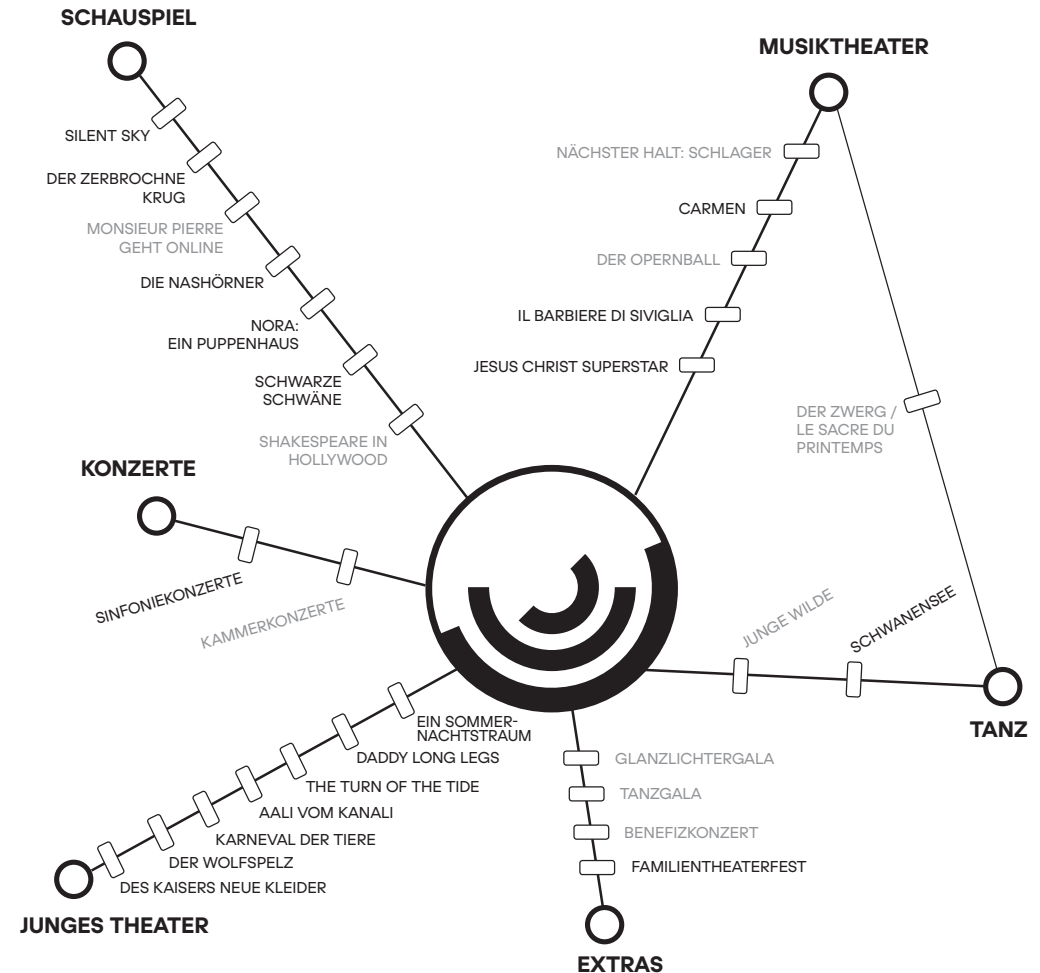 SCHAUSPIEL
SILENT SKY
DER ZERBROCHNE
KRUG
MONSIEUR PIERRE
GEHT ONLINE
DIE NASHÖRNER
NORA:
EIN PUPPENHAUS
SCHWARZE
SCHWÄNE
SHAKESPEARE IN
HOLLYWOOD
MUSIKTHEATER
NÄCHSTER HALT: SCHLAGER
CARMEN
DER OPERNBALL
IL BARBIERE DI SIVIGLIA
JESUS CHRIST SUPERSTAR
DER ZWERG /
LE SACRE DU
PRINTEMPS
KONZERTE
SINFONIEKONZERTE
KAMMERKONZERTE
JUNGE WILDE
SCHWANENSEE
TANZ
EIN SOMMER-
NACHTSTRAUM
DADDY LONG LEGS
THE TURN OF THE TIDE
AALI VOM KANALI
KARNEVAL DER TIERE
DER WOLFSPELZ
DES KAISERS NEUE KLEIDER
JUNGES THEATER
GLANZLICHTERGALA
TANZGALA
BENEFIZKONZERT
FAMILIENTHEATERFEST
EXTRAS